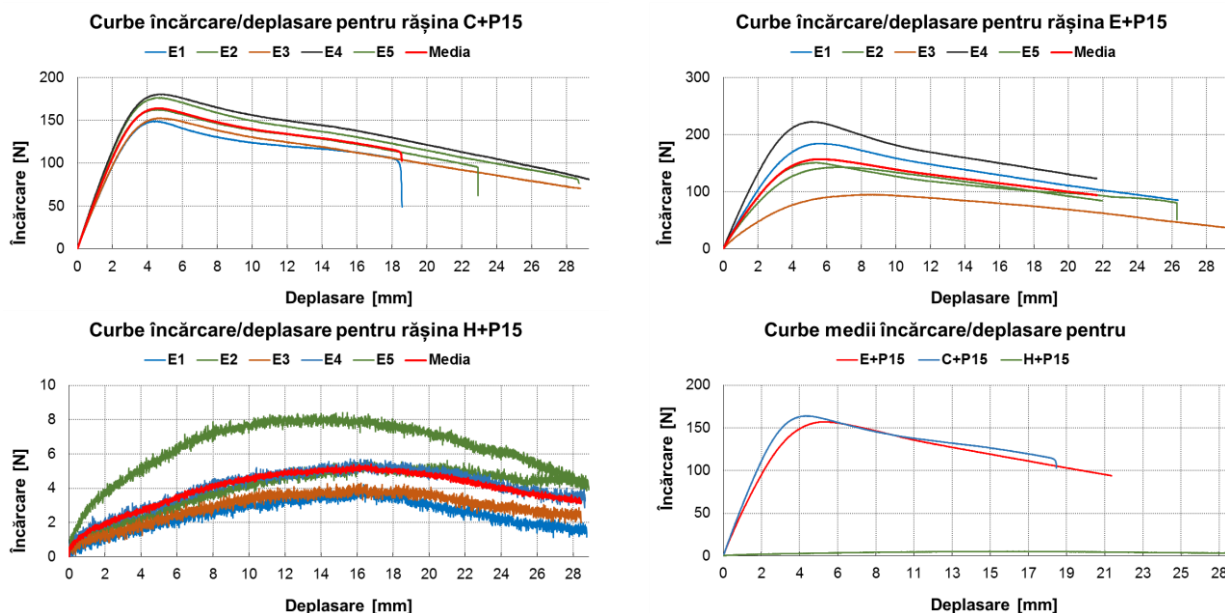 Curbe încărcare/deplasare pentru rășina C+P15
E1 E2 E3 E4 E5 Media
Încărcare [N]
200
150
100
50
0
0 2 4 6 8 10 12 14 16 18 20 22 24 26 28
Deplasare [mm]
Curbe încărcare/deplasare pentru rășina E+P15
E1 E2 E3 E4 E5 Media
Încărcare [N]
300
200
100
0
0 2 4 6 8 10 12 14 16 18 20 22 24 26 28
Deplasare [mm]
Curbe încărcare/deplasare pentru rășina H+P15
E1 E2 E3 E4 E5 Media
Încărcare [N]
10
8
6
4
2
0
0 2 4 6 8 10 12 14 16 18 20 22 24 26 28
Deplasare [mm]
Curbe medii încărcare/deplasare pentru
E+P15 C+P15 H+P15
Încărcare [N]
200
150
100
50
0
0 2 4 6 8 11 13 14 16 18 19 21 22 24 26 28
Deplasare [mm]